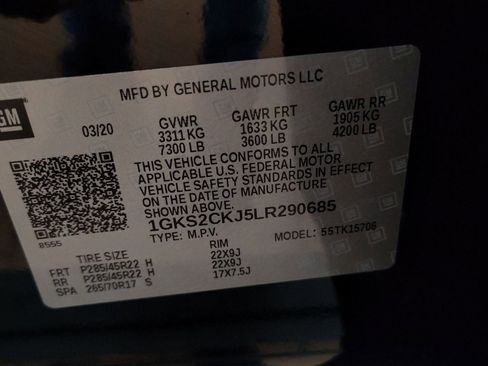 MFD BY GENERAL MOTORS LLC
GM
03/20 GVWR GAWR FRT GAWR RR
3311 KG 1633 KG 1905 KG
7300 LB 3600 LB 4200 LB
THIS VEHICLE CONFORMS TO ALL
APPLICABLE U.S. FEDERAL MOTOR
VEHICLE SAFETY STANDARDS IN EFFECT
ON THE DATE OF MANUFACTURE
SHOWN ABOVE.
1GKS2CKJ5LR290685
8555 TYPE: M.P.V. MODEL: 55TK15706
TIRE SIZE RIM
FRT P285/45R22 H 22X9J
RR P285/45R22 H 22X9J
SPA 265/70R17 S 17X7.5J